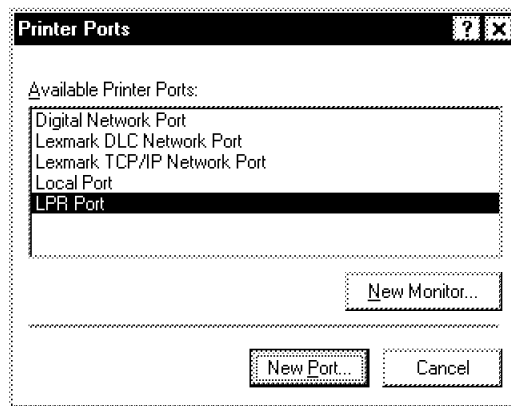 Printer Ports
Available Printer Ports:
Digital Network Port
Lexmark DLC Network Port
Lexmark TCP/IP Network Port
Local Port
LPR Port
New Monitor...
New Port...
Cancel